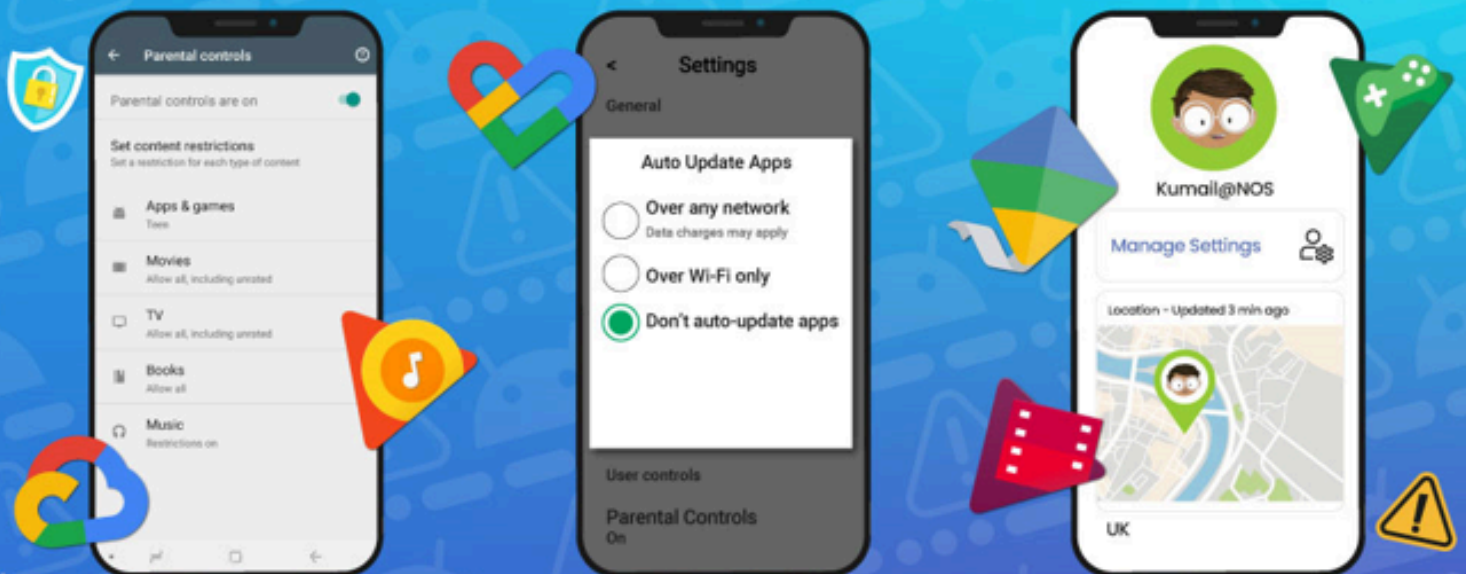 Parental controls
Parental controls are on
Set content restrictions
Set a restriction for each type of content
Apps & games
Teen
Movies
Allow all, including unrated
TV
Allow all, including unrated
Books
Allow all
Music
Restrictions on
Settings
General
Auto Update Apps
Over any network
Data charges may apply
Over Wi-Fi only
Don't auto-update apps
User controls
Parental Controls
On
Kumail@NOS
Manage Settings
Location - Updated 3 min ago
UK